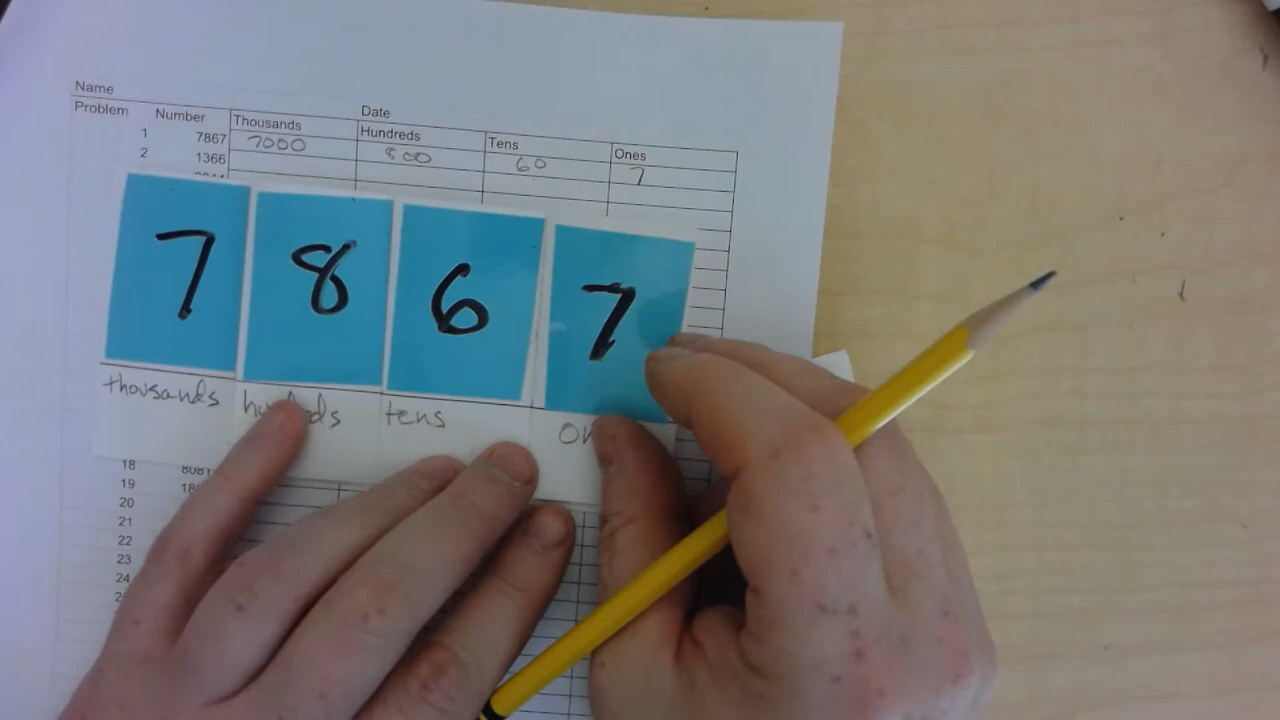 Name
Date
Problem Number Thousands Hundreds Tens Ones
1 7867 7000 800 60 7
2 1366
7 8 6 7
thousands tens
18
19
20
21
22
23
24